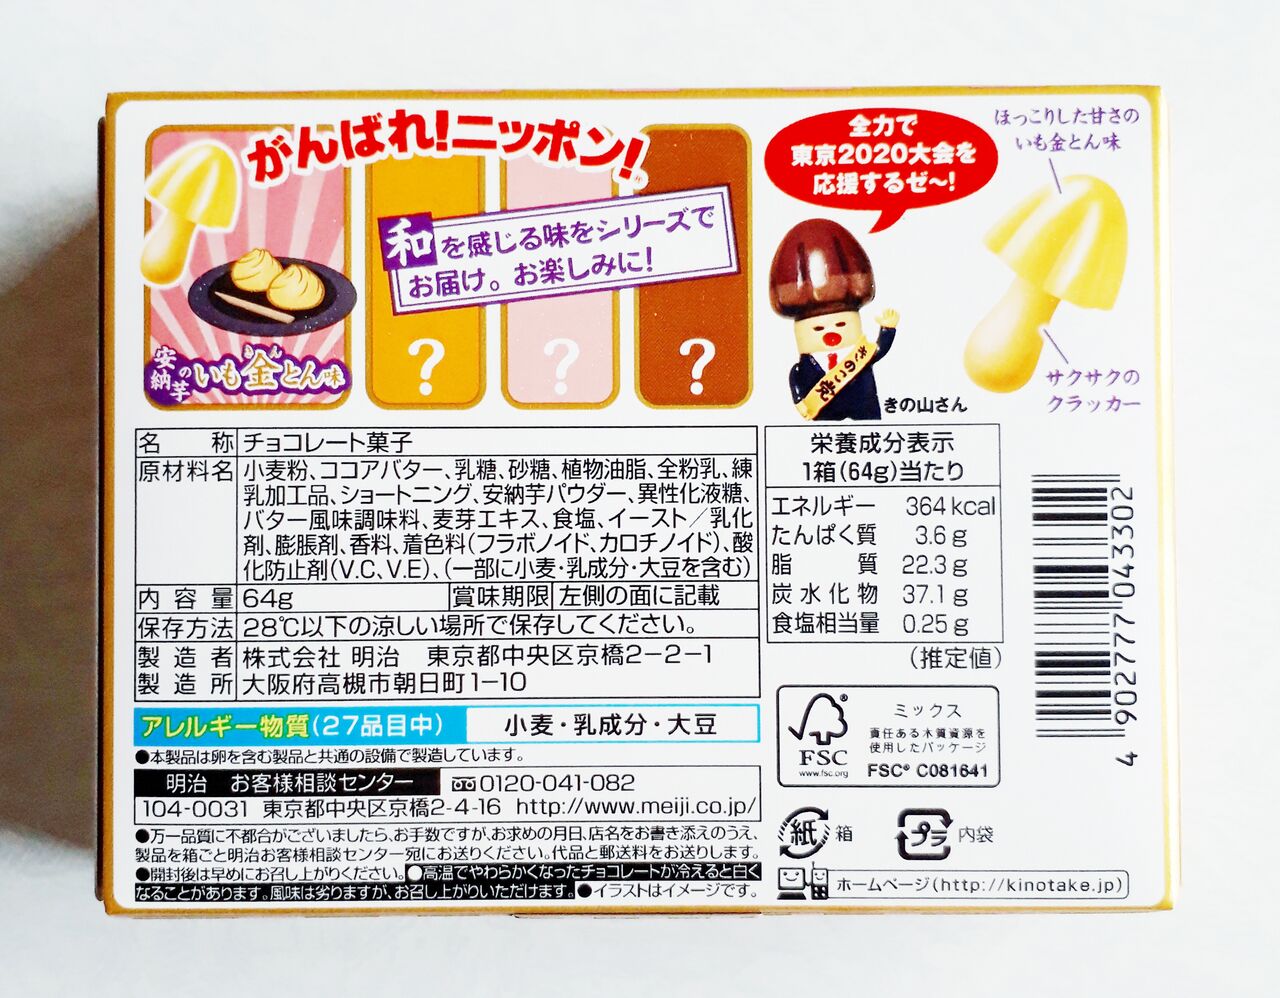 がんばれ!ニッポン!
和を感じる味をシリーズで
お届け。お楽しみに!
安納芋のいも金とん味
きん
?
?
?
全力で
東京2020大会を
応援するゼ〜!
きのこ党
きの山さん
ほっこりした甘さの
いも金とん味
サクサクの
クラッカー
名 称 チョコレート菓子
原材料名 小麦粉、ココアバター、乳糖、砂糖、植物油脂、全粉乳、練
乳加工品、ショートニング、安納芋パウダー、異性化液糖、
バター風味調味料、麦芽エキス、食塩、イースト/乳化
剤、膨脹剤、香料、着色料(フラボノイド、カロチノイド)、酸
化防止剤(V.C、V.E)、(一部に小麦・乳成分・大豆を含む)
内容量 64g 賞味期限 左側の面に記載
保存方法 28℃以下の涼しい場所で保存してください。
製造者 株式会社 明治 東京都中央区京橋2-2-1
製造所 大阪府高槻市朝日町1-10
アレルギー物質(27品目中) 小麦・乳成分・大豆
●本製品は卵を含む製品と共通の設備で製造しています。
明治 お客様相談センター 0120-041-082
104-0031 東京都中央区京橋2-4-16 http://www.meiji.co.jp/
●万一品質に不都合がございましたら、お手数ですが、お求めの月日、店名をお書き添えのうえ、
製品を箱ごと明治お客様相談センター宛にお送りください。代品と郵送料をお送りします。
●開封後は早めにお召し上がりください。●高温でやわらかくなったチョコレートが冷えると白く
なることがあります。風味は劣りますが、お召し上がりいただけます。●イラストはイメージです。
栄養成分表示
1箱(64g)当たり
エネルギー 364kcal
たんぱく質 3.6g
脂 質 22.3g
炭水化物 37.1g
食塩相当量 0.25g
(推定値)
4 902777 043302
FSC®
www.fsc.org
ミックス
責任ある木質資源を
使用したパッケージ
FSC® C081641
紙 箱
プラ 内袋
ホームページ(http://kinotake.jp)